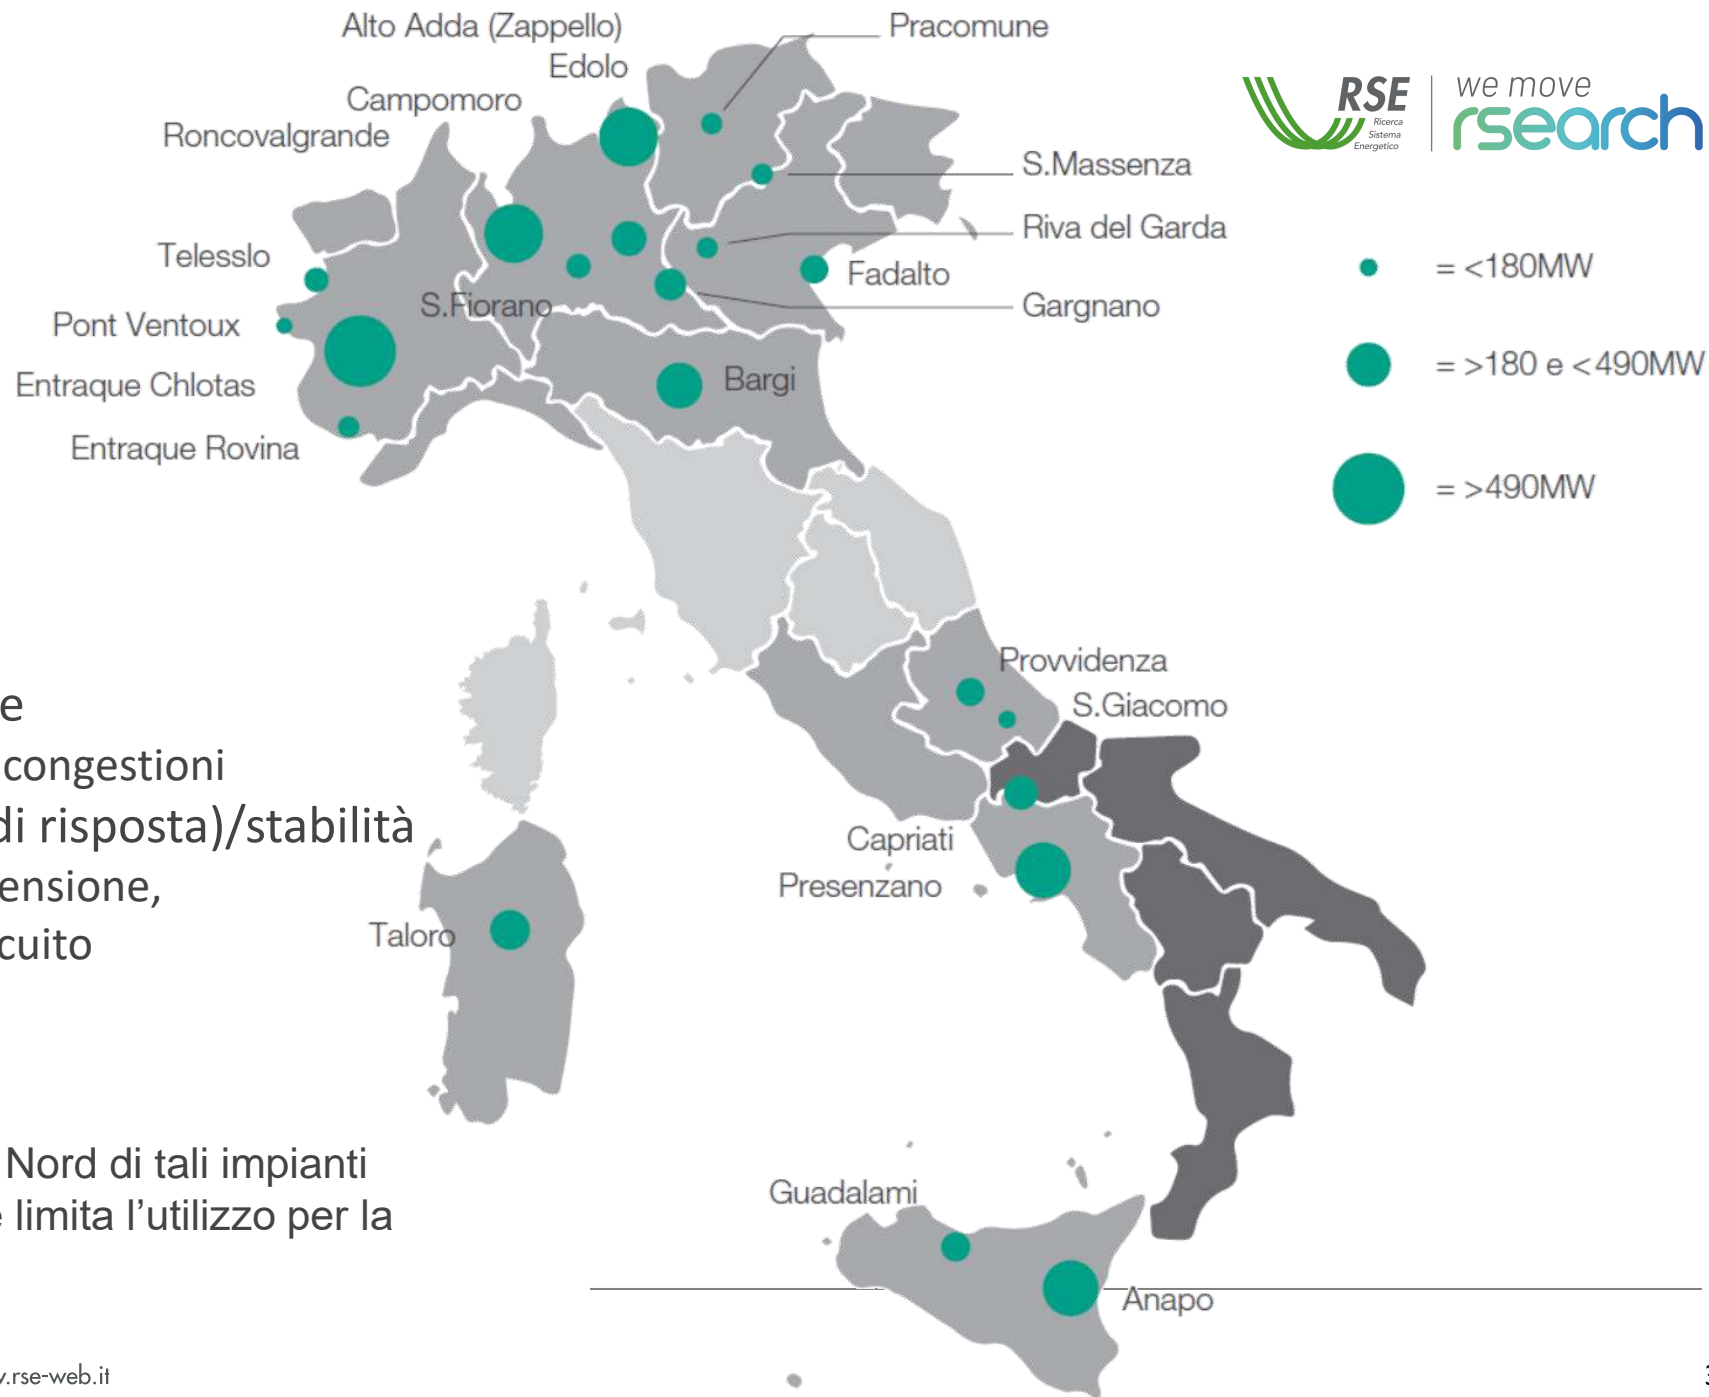 Alto Adda (Zappello)
Pracomune
Edolo
Campomoro
Roncovalgrande
RSE
Ricerca
Sistema
Energetico
we move
rsearch
S.Massenza
Riva del Garda
Telesslo
Fadalto
= <180MW
S.Fiorano
Gargnano
Pont Ventoux
= >180 e <490MW
Entraque Chlotas
Bargi
Entraque Rovina
= >490MW
Provvidenza
S.Giacomo
e
congestioni
di risposta)/stabilità
ensione,
cuito
Capriati
Presenzano
Taloro
Nord di tali impianti
e limita l’utilizzo per la
Guadalami
Anapo
v.rse-web.it
3